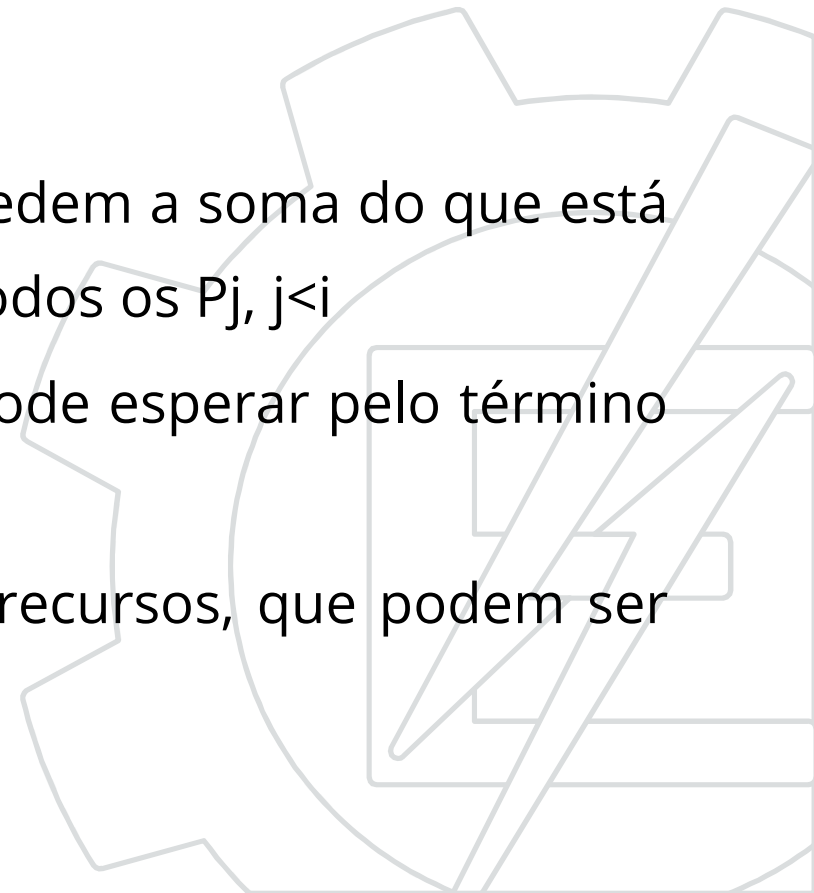 edem a soma do que está
odos os Pj, j<i
ode esperar pelo término
recursos, que podem ser